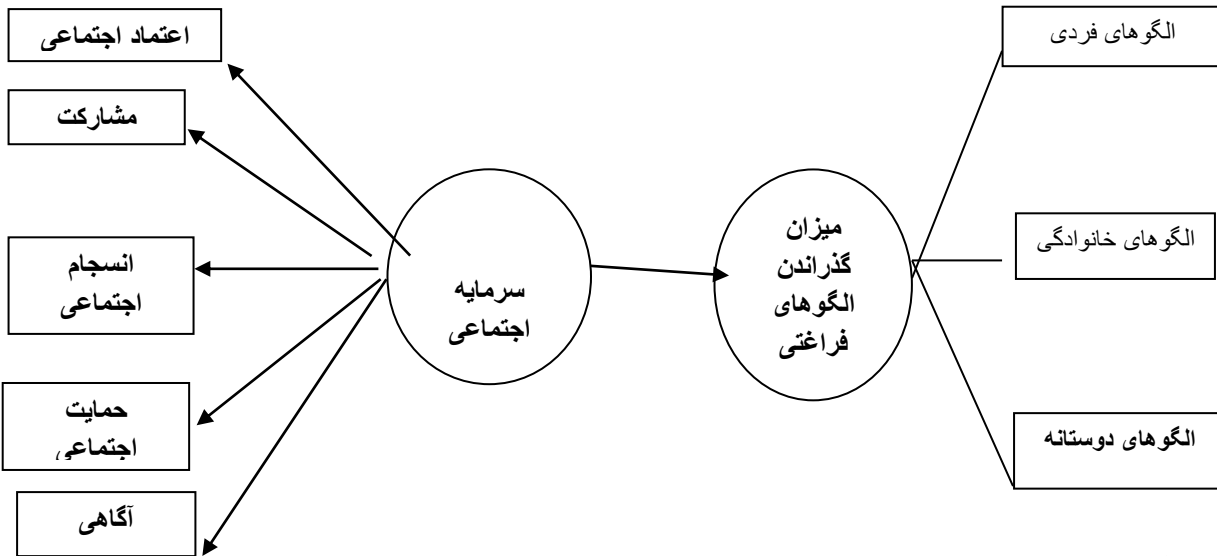 اعتماد اجتماعی
مشارکت
انسجام
اجتماعی
حمایت
اجتماعی
آگاهی
سرمایه
اجتماعی
میزان
گذراندن
الگوهای
فراغتی
الگوهای فردی
الگوهای خانوادگی
الگوهای دوستانه